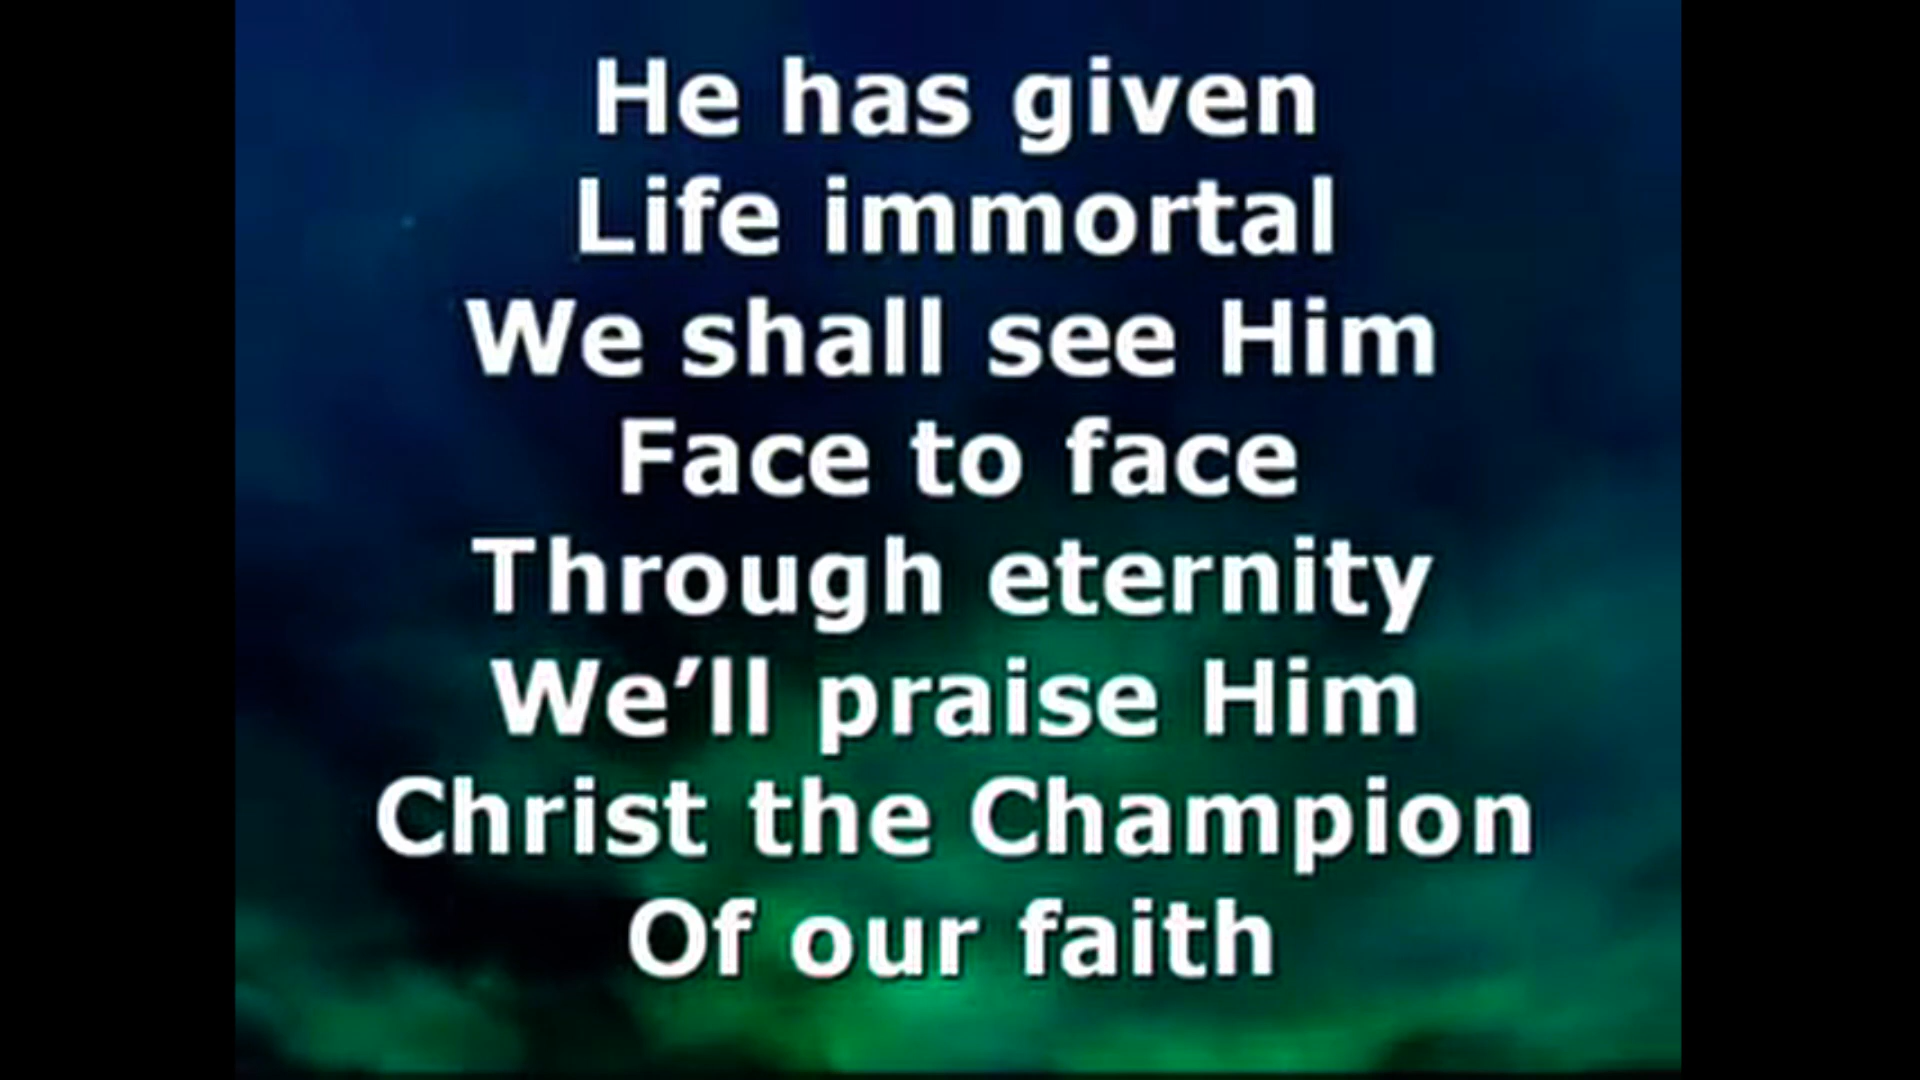 He has given
Life immortal
We shall see Him
Face to face
Through eternity
We’ll praise Him
Christ the Champion
Of our faith